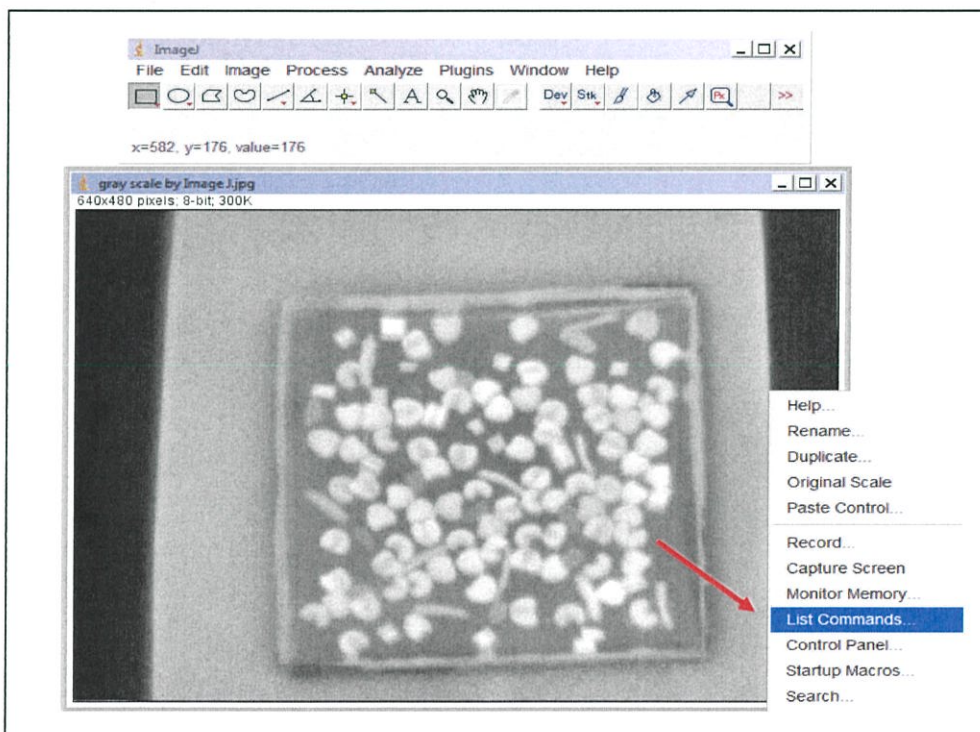 ImageJ
File Edit Image Process Analyze Plugins Window Help
A Dev Stk >>
x=582, y=176, value=176
gray scale by Image J.jpg
640x480 pixels; 8-bit; 300K
Help...
Rename...
Duplicate...
Original Scale
Paste Control...
Record...
Capture Screen
Monitor Memory...
List Commands...
Control Panel...
Startup Macros...
Search...